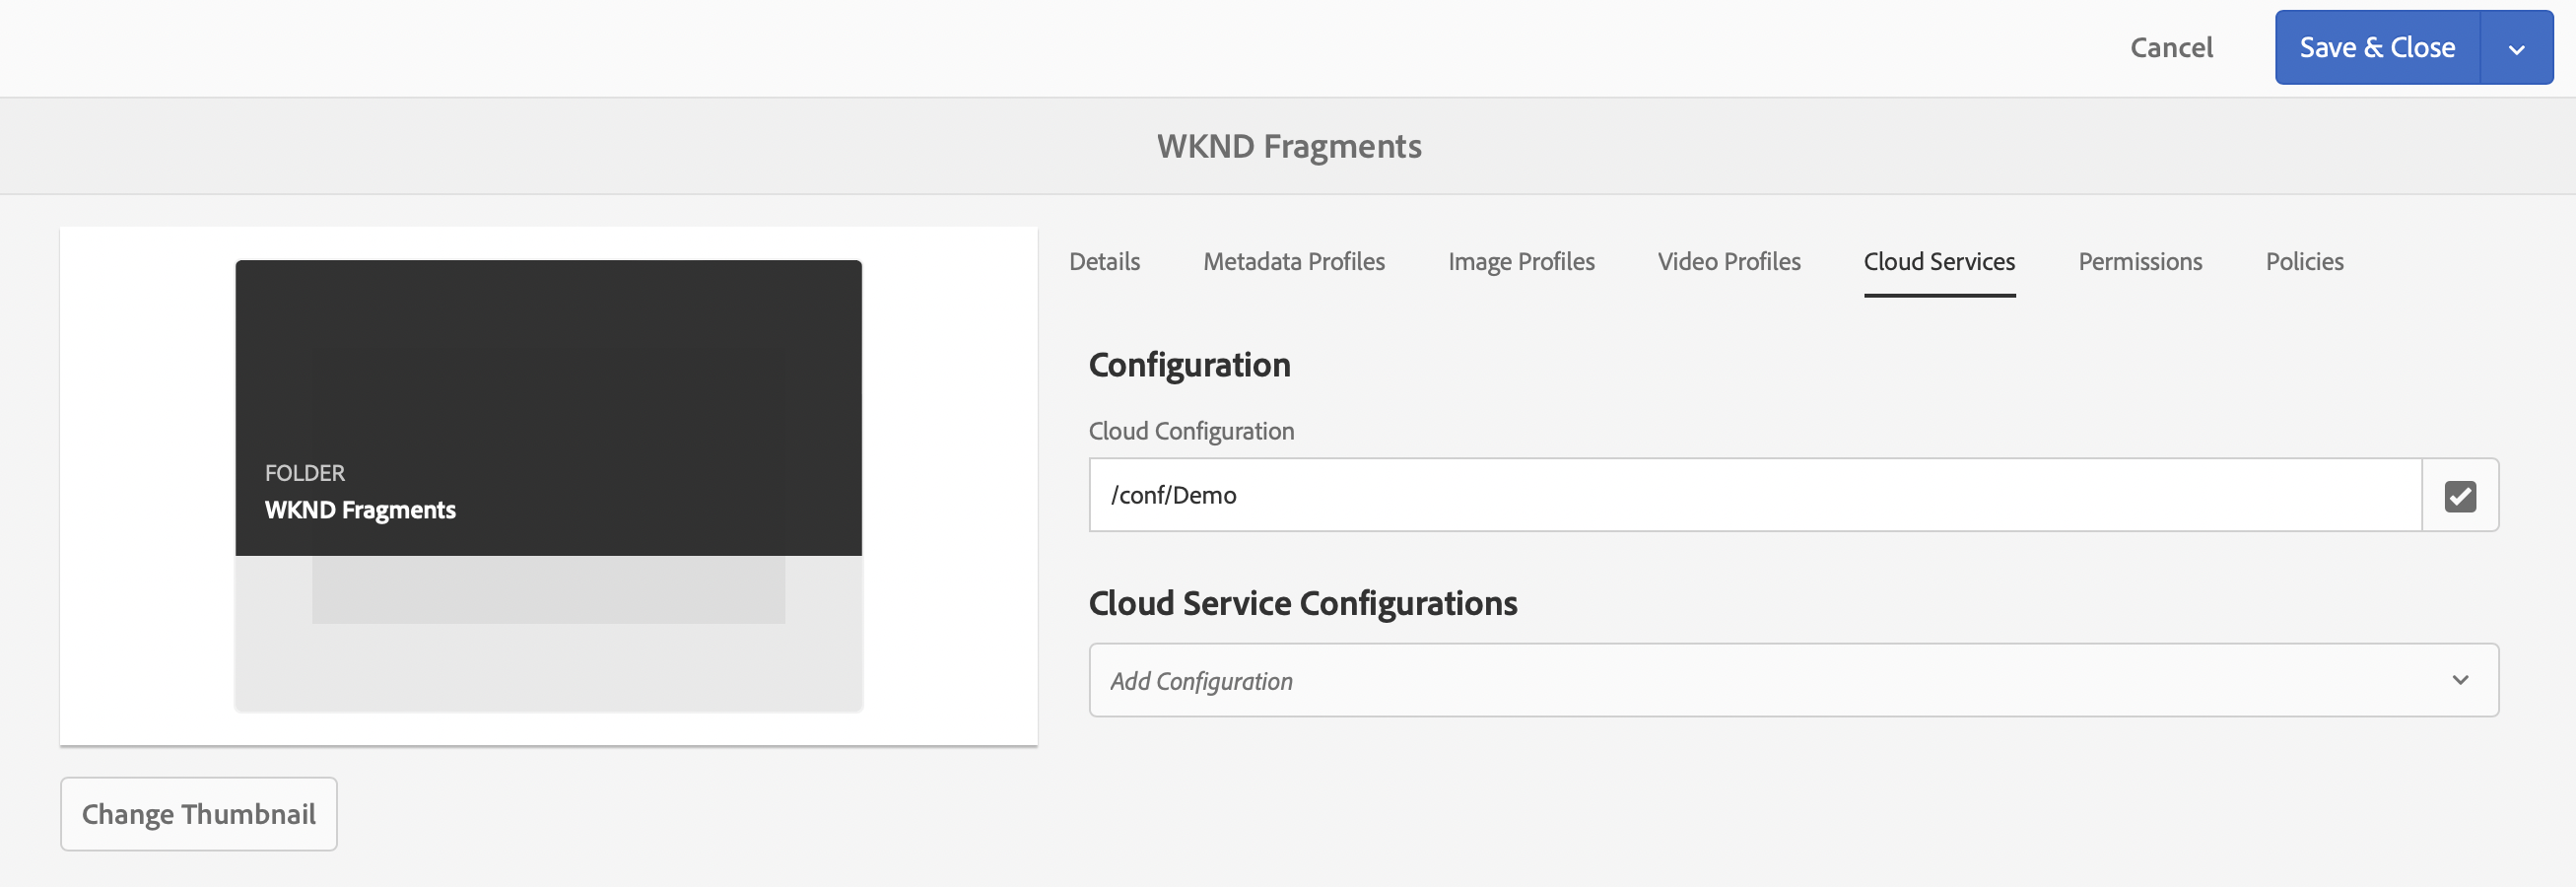 Cancel
Save & Close
WKND Fragments
FOLDER
WKND Fragments
Change Thumbnail
Details Metadata Profiles Image Profiles Video Profiles Cloud Services Permissions Policies
Configuration
Cloud Configuration
/conf/Demo
Cloud Service Configurations
Add Configuration